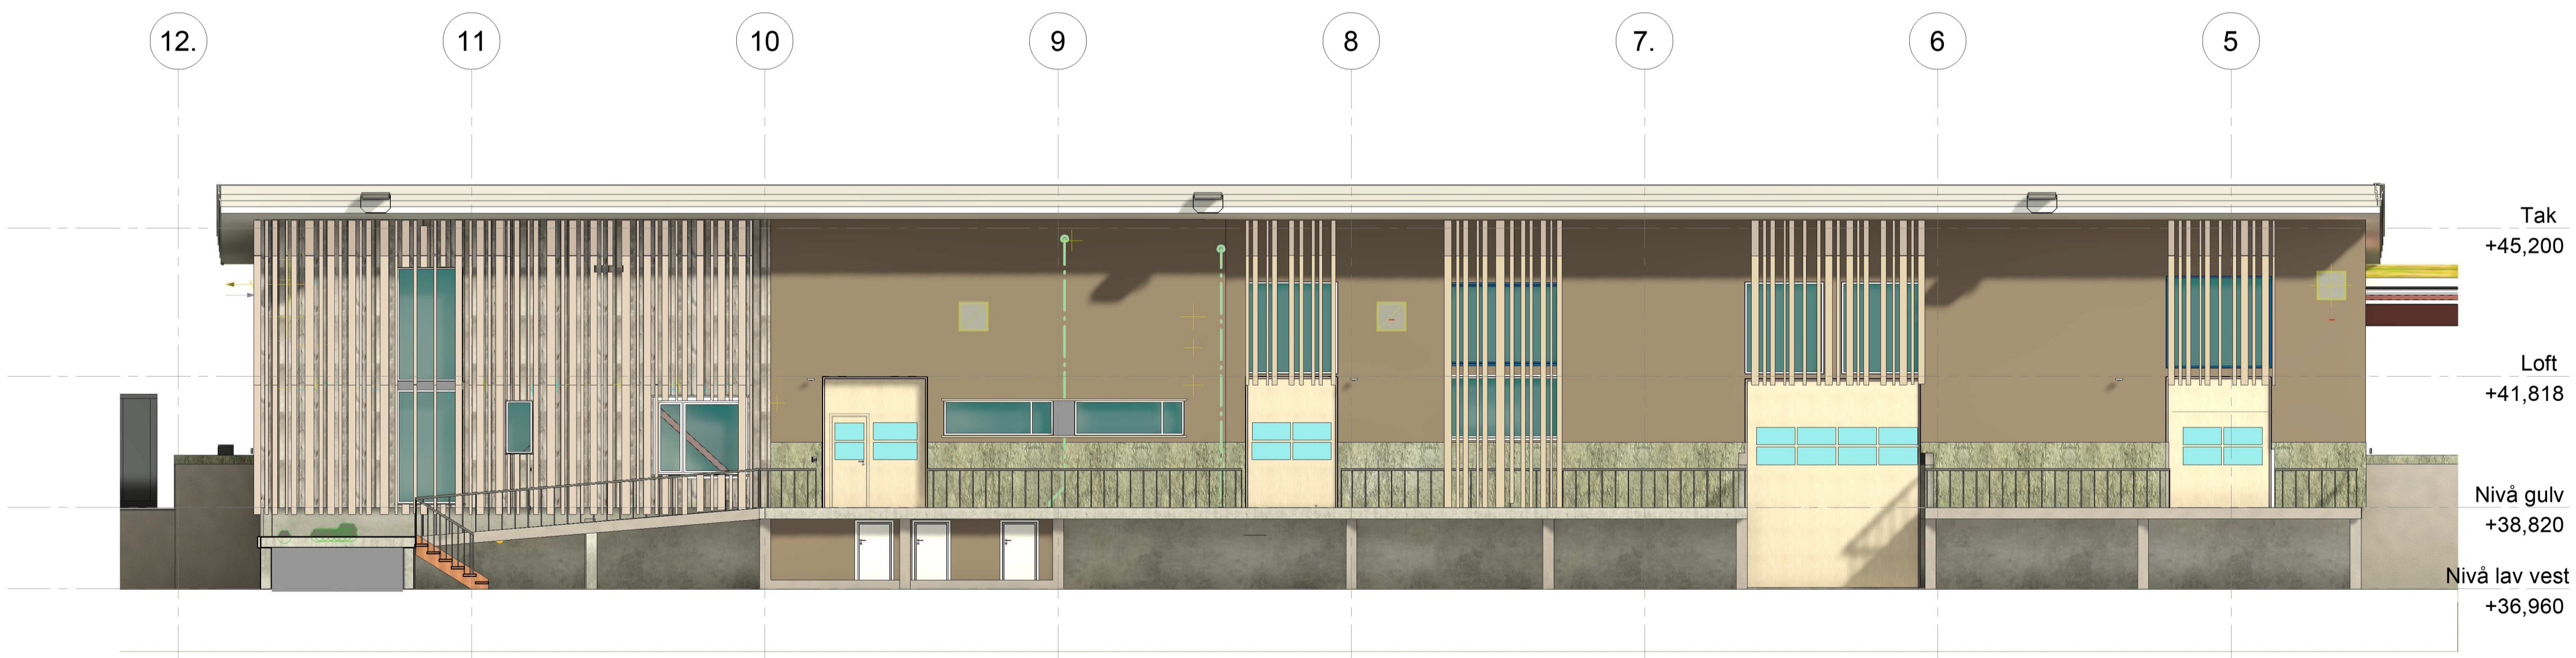 12. 11 10 9 8 7. 6 5
Tak
+45,200
Loft
+41,818
Nivå gulv
+38,820
Nivå lav vest
+36,960